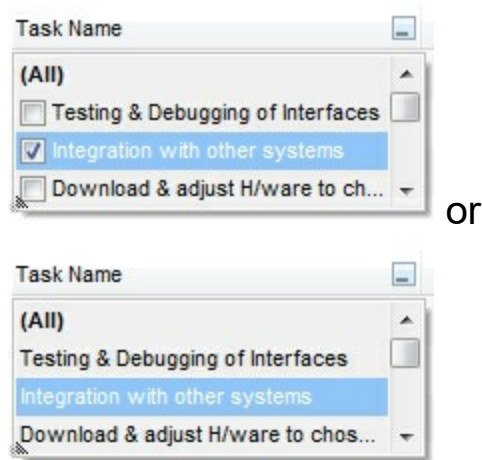 Task Name
(All)
Testing & Debugging of Interfaces
Integration with other systems
Download & adjust H/ware to ch...
or
Task Name
(All)
Testing & Debugging of Interfaces
Integration with other systems
Download & adjust H/ware to chos...